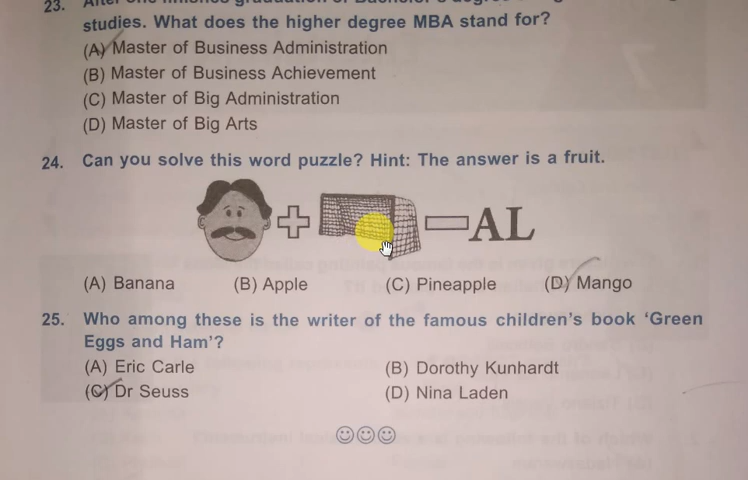 23.
studies. What does the higher degree MBA stand for?
(A) Master of Business Administration
(B) Master of Business Achievement
(C) Master of Big Administration
(D) Master of Big Arts
24. Can you solve this word puzzle? Hint: The answer is a fruit.
+ — AL
(A) Banana (B) Apple (C) Pineapple (D) Mango
25. Who among these is the writer of the famous children's book 'Green
Eggs and Ham'?
(A) Eric Carle (B) Dorothy Kunhardt
(C) Dr Seuss (D) Nina Laden